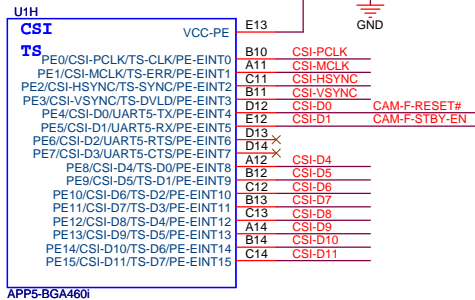 U1H
CSI
TS
VCC-PE E13
GND
PE0/CSI-PCLK/TS-CLK/PE-EINT0 B10 CSI-PCLK
PE1/CSI-MCLK/TS-ERR/PE-EINT1 A11 CSI-MCLK
PE2/CSI-HSYNC/TS-SYNC/PE-EINT2 C11 CSI-HSYNC
PE3/CSI-VSYNC/TS-DVLD/PE-EINT3 B11 CSI-VSYNC
PE4/CSI-D0/UART5-TX/PE-EINT4 D12 CSI-D0 CAM-F-RESET#
PE5/CSI-D1/UART5-RX/PE-EINT5 E12 CSI-D1 CAM-F-STBY-EN
PE6/CSI-D2/UART5-RTS/PE-EINT6 D13
PE7/CSI-D3/UART5-CTS/PE-EINT7 D14
PE8/CSI-D4/TS-D0/PE-EINT8 A12 CSI-D4
PE9/CSI-D5/TS-D1/PE-EINT9 B12 CSI-D5
PE10/CSI-D6/TS-D2/PE-EINT10 C12 CSI-D6
PE11/CSI-D7/TS-D3/PE-EINT11 B13 CSI-D7
PE12/CSI-D8/TS-D4/PE-EINT12 C13 CSI-D8
PE13/CSI-D9/TS-D5/PE-EINT13 A14 CSI-D9
PE14/CSI-D10/TS-D6/PE-EINT14 B14 CSI-D10
PE15/CSI-D11/TS-D7/PE-EINT15 C14 CSI-D11
APP5-BGA460i